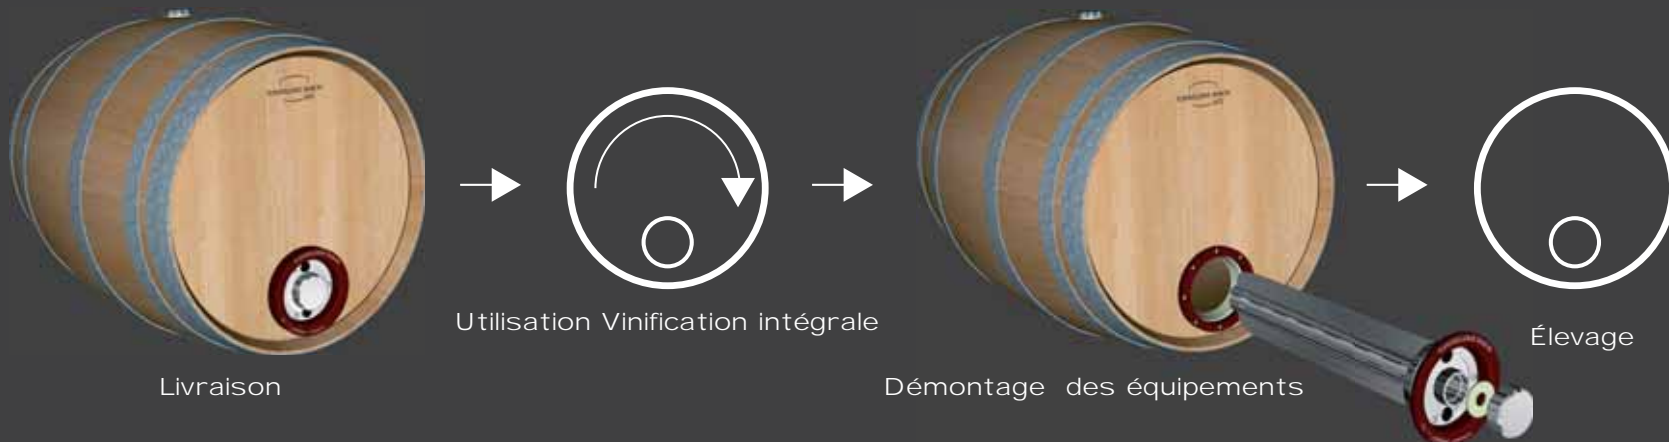 Livraison
Utilisation Vinification intégrale
Démontage des équipements
Élevage